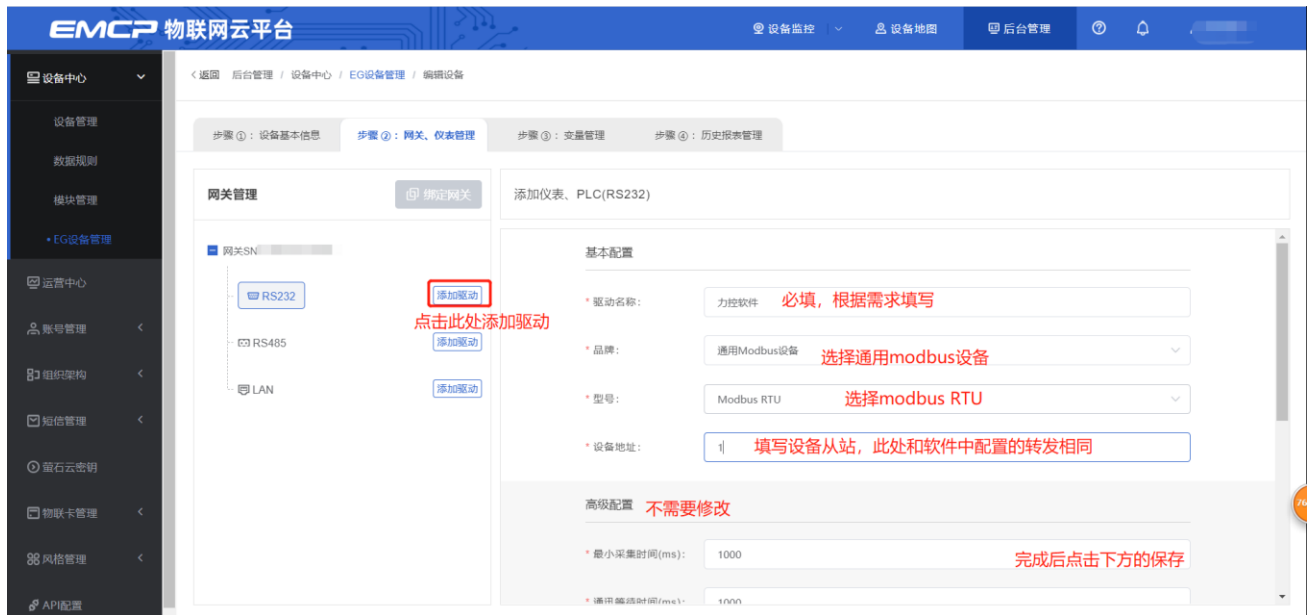 EMCP 物联网云平台
设备监控
设备地图
后台管理
设备中心
< 返回 后台管理 / 设备中心 / EG设备管理 / 编辑设备
设备管理
数据规则
模块管理
•EG设备管理
运营中心
账号管理
组织架构
短信管理
萤石云密钥
物联卡管理
风格管理
API配置
步骤①：设备基本信息
步骤②：网关、仪表管理
步骤③：变量管理
步骤④：历史报表管理
网关管理
绑定网关
网关SN
RS232
添加驱动
点击此处添加驱动
RS485
添加驱动
LAN
添加驱动
添加仪表、PLC(RS232)
基本配置
* 驱动名称：
力控软件
必填，根据需求填写
* 品牌：
通用Modbus设备
选择通用modbus设备
* 型号：
Modbus RTU
选择modbus RTU
* 设备地址：
1
填写设备从站，此处和软件中配置的转发相同
高级配置
不需要修改
* 最小采集时间(ms)：
1000
完成后点击下方的保存
* 通讯等待时间(ms)：
1000
76